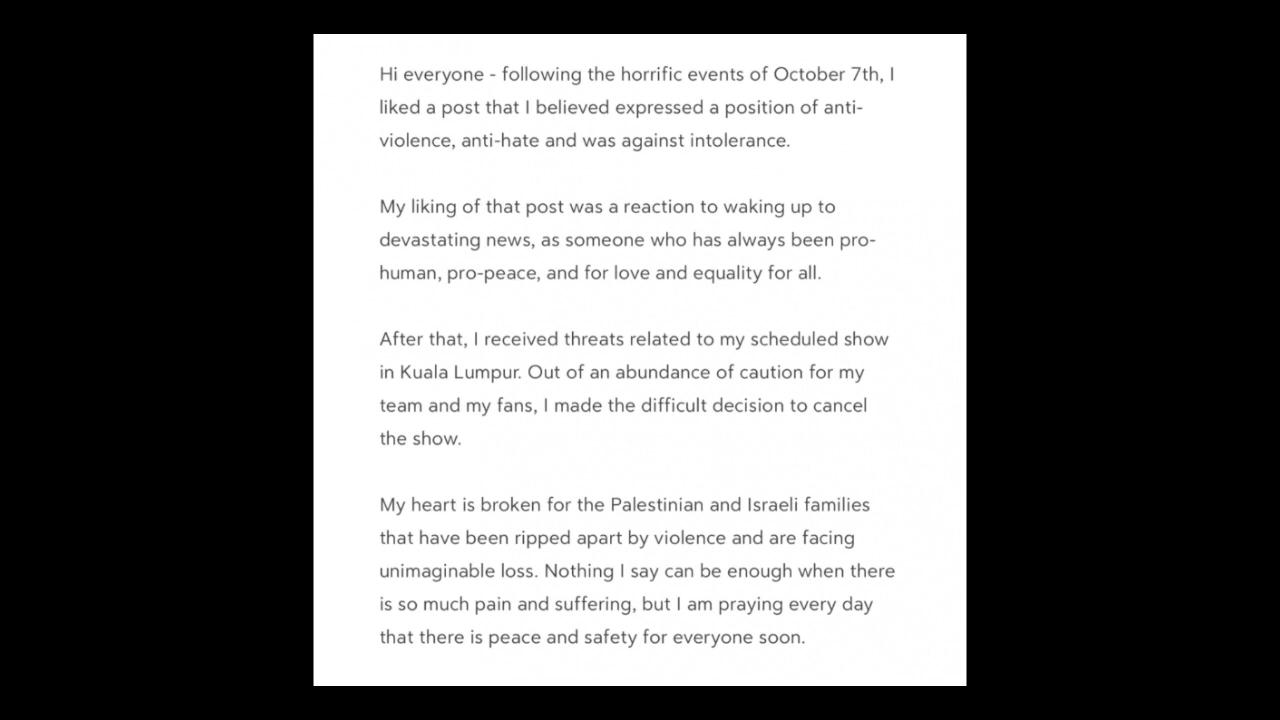 Hi everyone - following the horrific events of October 7th, I
liked a post that I believed expressed a position of anti-
violence, anti-hate and was against intolerance.
My liking of that post was a reaction to waking up to
devastating news, as someone who has always been pro-
human, pro-peace, and for love and equality for all.
After that, I received threats related to my scheduled show
in Kuala Lumpur. Out of an abundance of caution for my
team and my fans, I made the difficult decision to cancel
the show.
My heart is broken for the Palestinian and Israeli families
that have been ripped apart by violence and are facing
unimaginable loss. Nothing I say can be enough when there
is so much pain and suffering, but I am praying every day
that there is peace and safety for everyone soon.